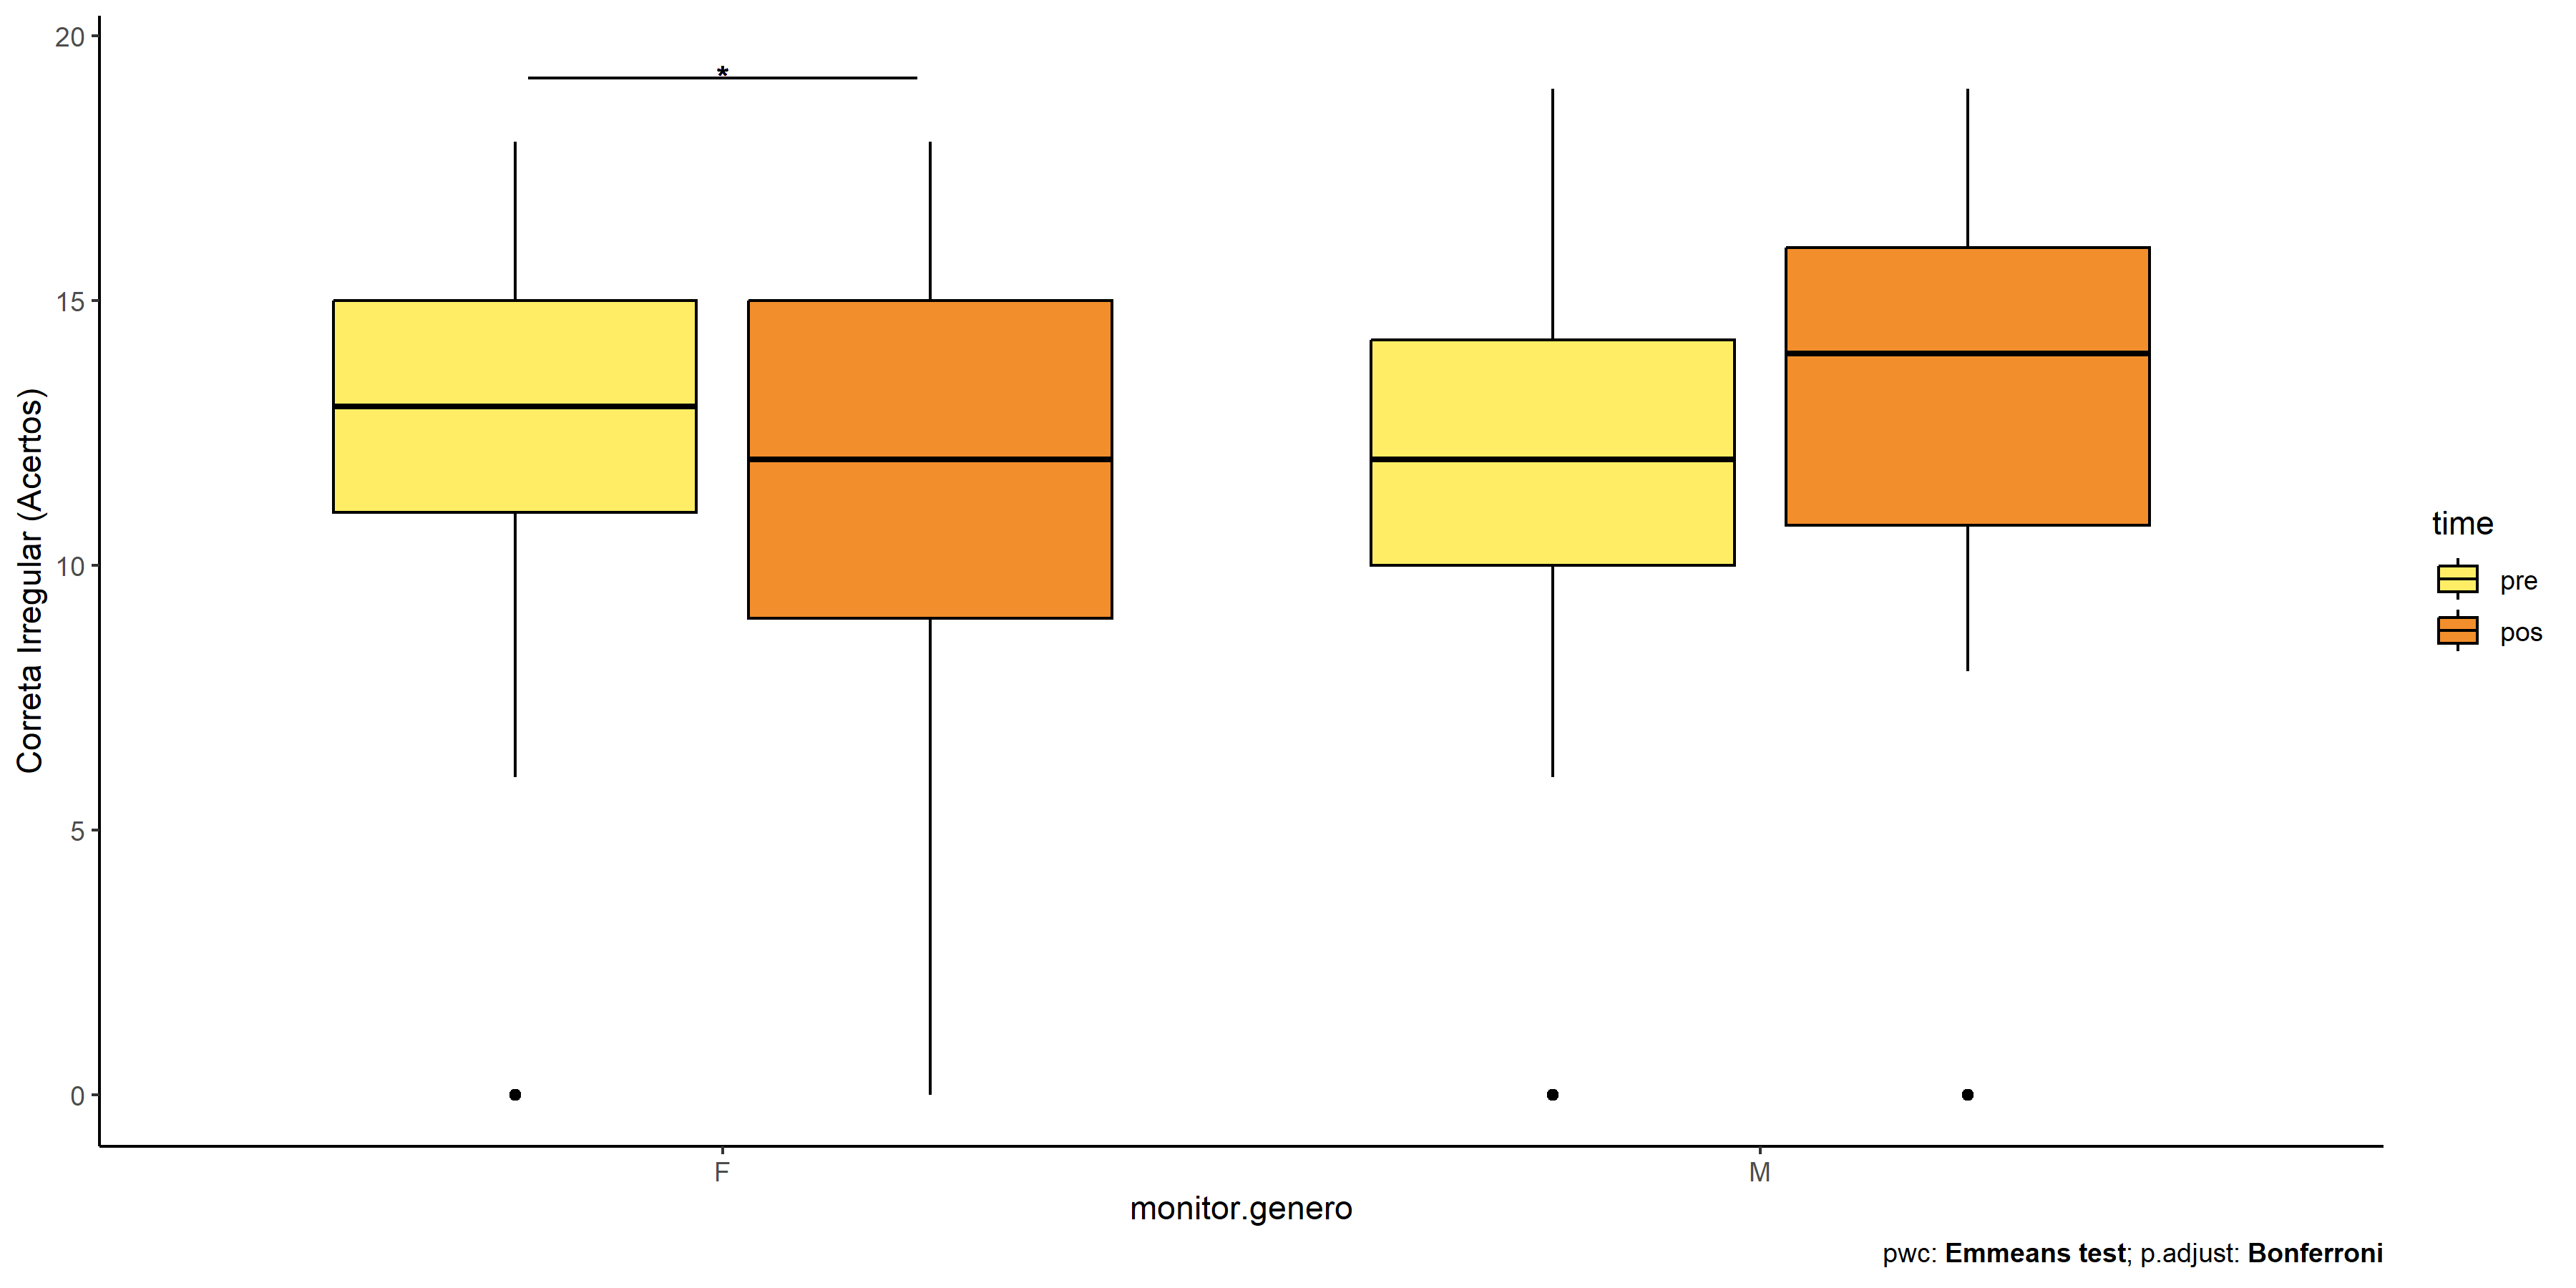 20
15
10
5
0
Correta Irregular (Acertos)
*
F
M
monitor.genero
time
pre
pos
pwc: Emmeans test; p.adjust: Bonferroni